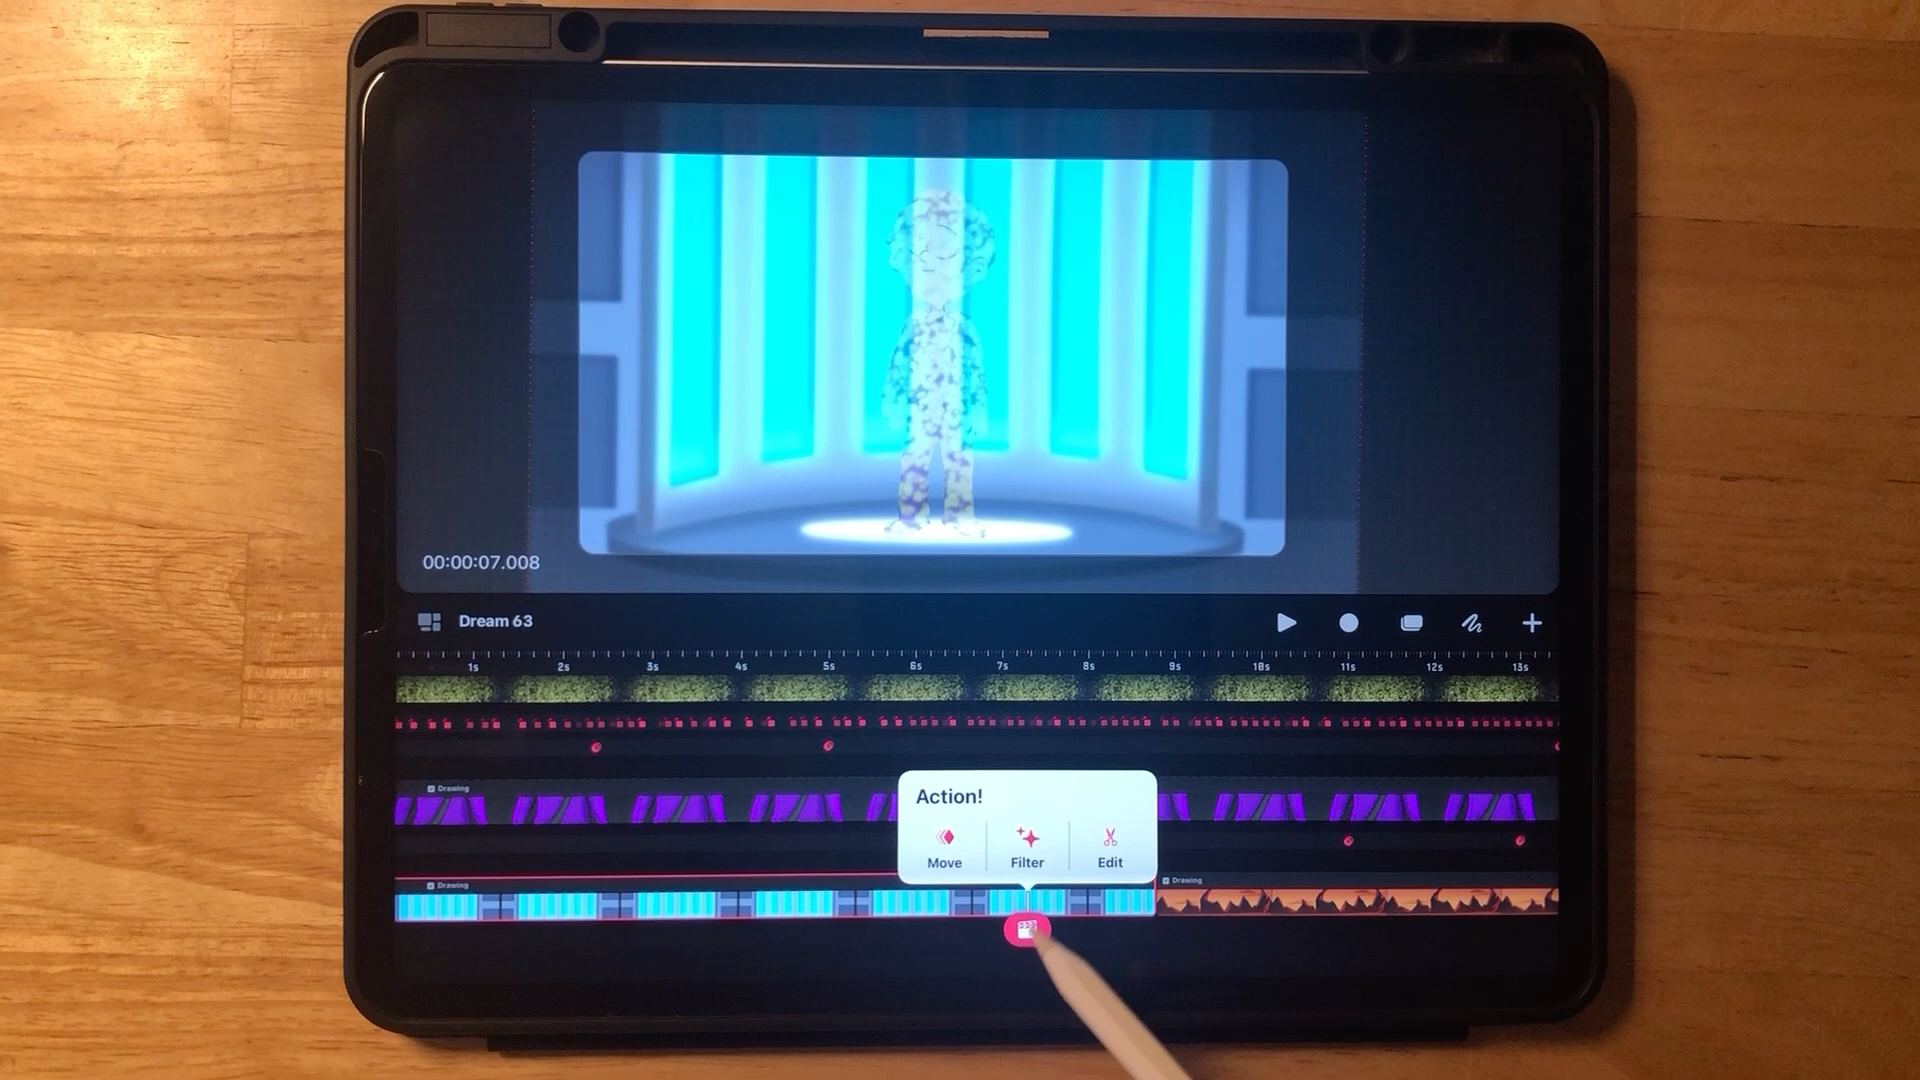 00:00:07.008
Dream 63
1s 2s 3s 4s 5s 6s 7s 8s 9s 10s 11s 12s 13s
Drawing
Action!
Move Filter Edit
Drawing
Drawing